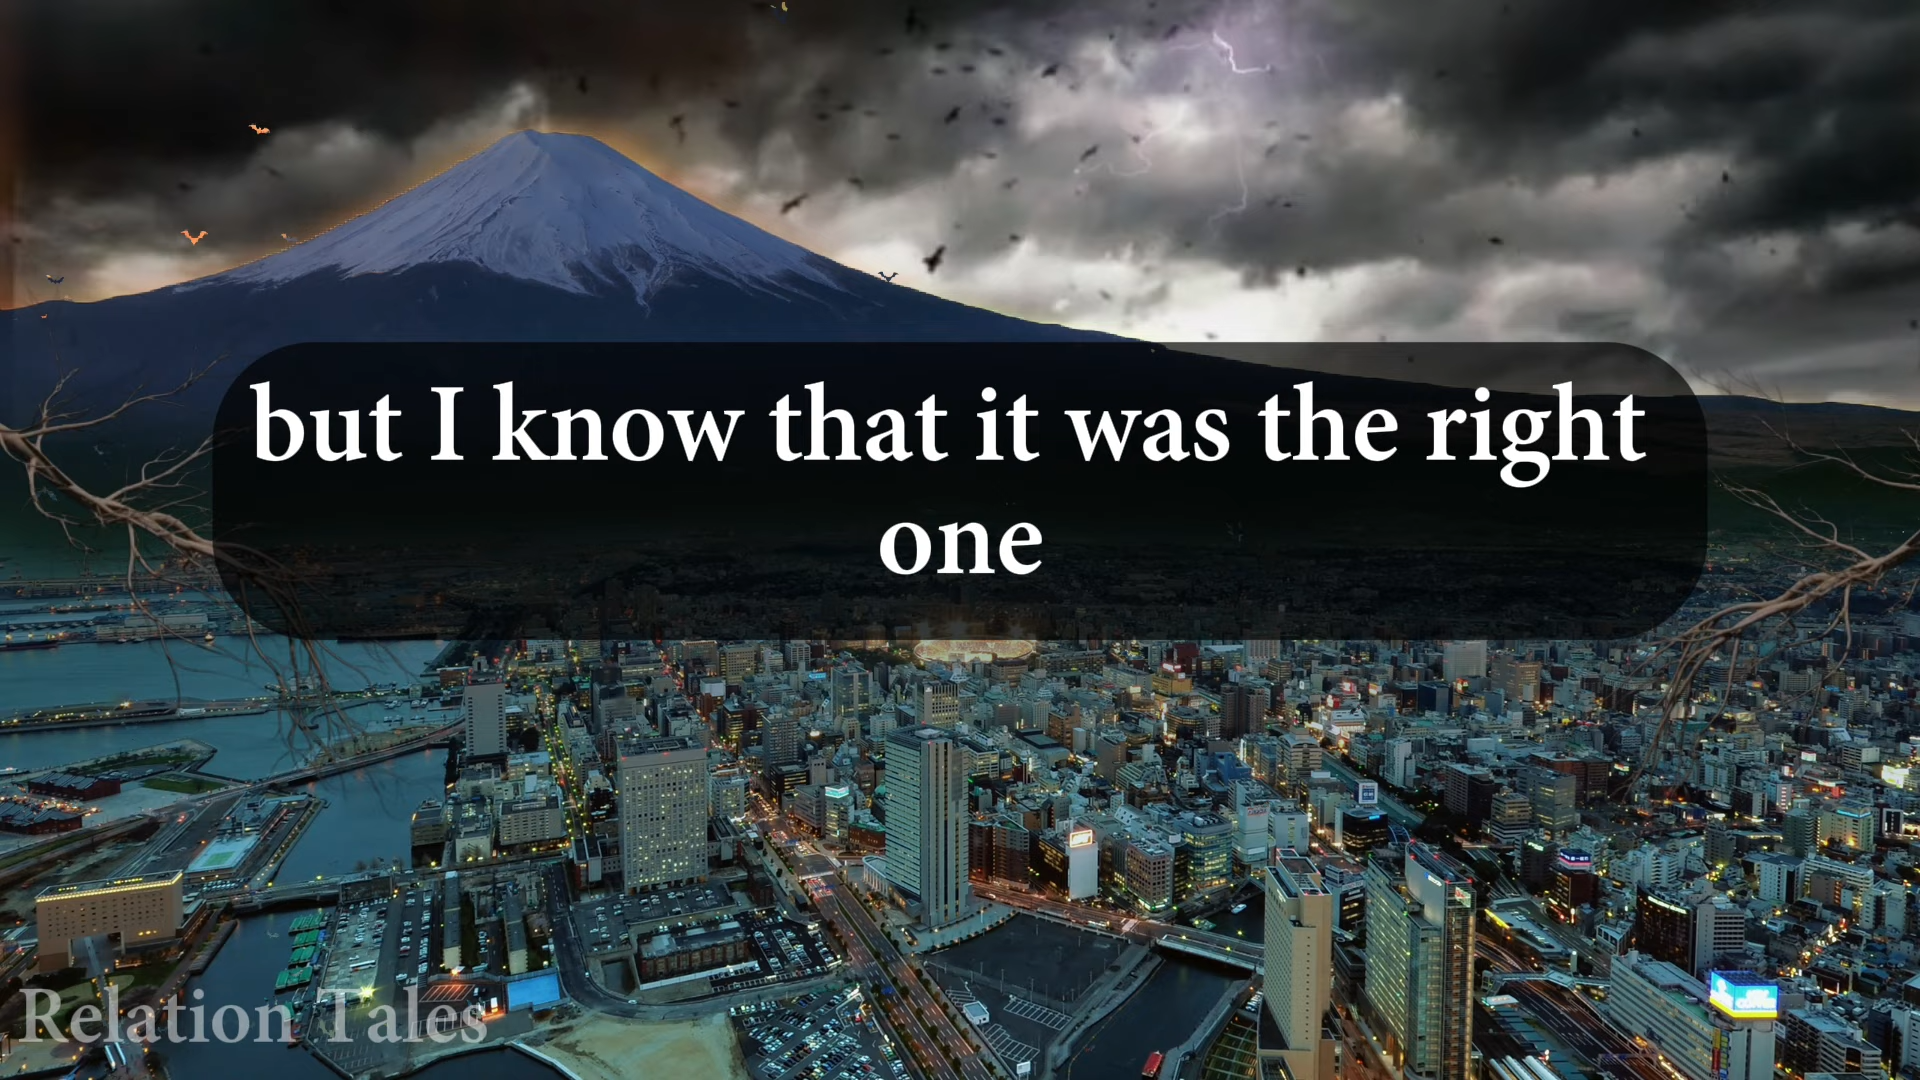 but I know that it was the right
one
Relation Tales